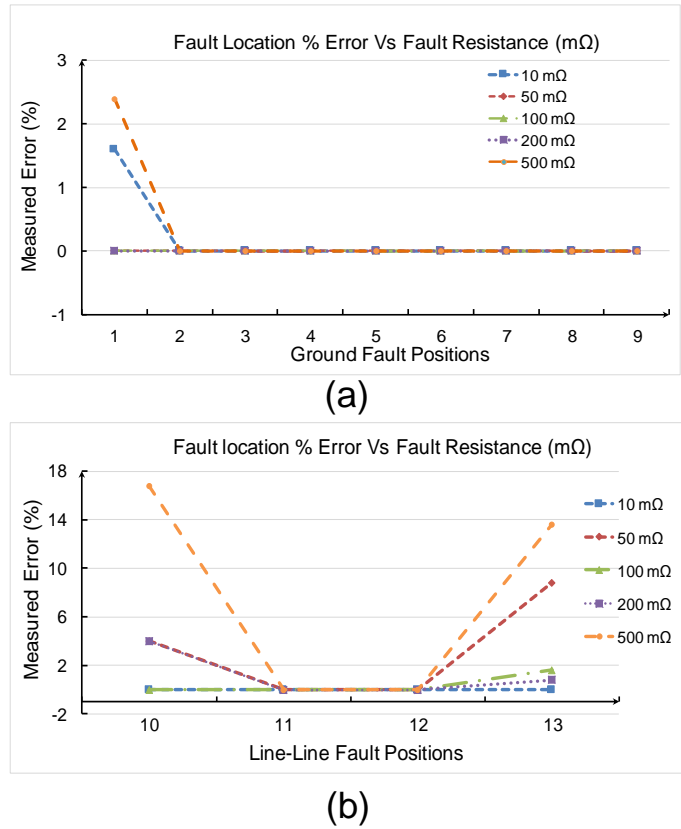 Fault Location % Error Vs Fault Resistance (mΩ)
3
2
1
0
-1
Measured Error (%)
10 mΩ
50 mΩ
100 mΩ
200 mΩ
500 mΩ
1 2 3 4 5 6 7 8 9
Ground Fault Positions
(a)
Fault location % Error Vs Fault Resistance (mΩ)
18
14
10
6
2
-2
Measured Error (%)
10 mΩ
50 mΩ
100 mΩ
200 mΩ
500 mΩ
10 11 12 13
Line-Line Fault Positions
(b)